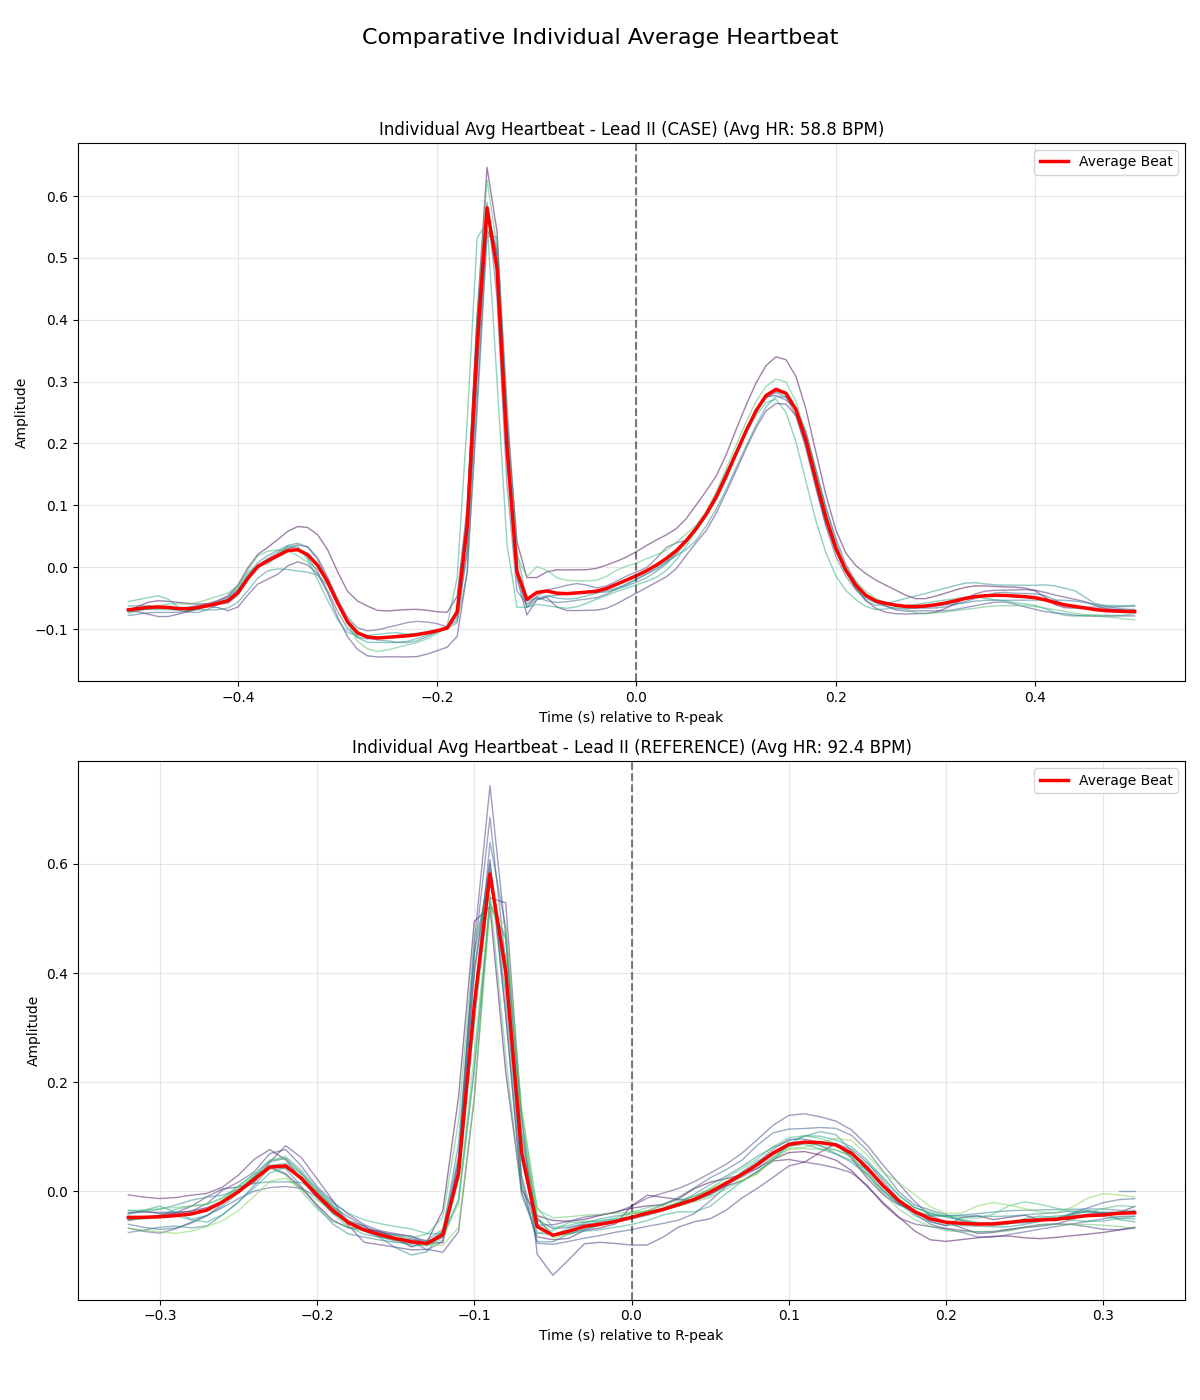 Comparative Individual Average Heartbeat
Individual Avg Heartbeat - Lead II (CASE) (Avg HR: 58.8 BPM)
Average Beat
Amplitude
0.6
0.5
0.4
0.3
0.2
0.1
0.0
−0.1
−0.4
−0.2
0.0
0.2
0.4
Time (s) relative to R-peak
Individual Avg Heartbeat - Lead II (REFERENCE) (Avg HR: 92.4 BPM)
Average Beat
Amplitude
0.6
0.4
0.2
0.0
−0.3
−0.2
−0.1
0.0
0.1
0.2
0.3
Time (s) relative to R-peak